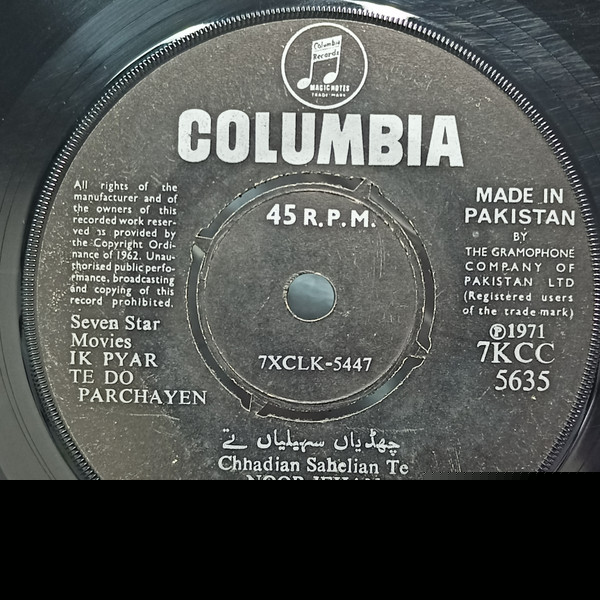 Columbia
Records
MAGIC NOTES
TRADE-MARK
COLUMBIA
45 R.P.M.
All rights of the
manufacturer and of
the owners of this
recorded work reser-
ved as provided by
the Copyright Ordi-
nance of 1962. Unau-
thorised public perfo-
rmance, broadcasting
and copying of this
record prohibited.
MADE IN
PAKISTAN
BY
THE GRAMOPHONE
COMPANY OF
PAKISTAN LTD
(Registered users
of the trade mark)
Ⓟ1971
7KCC
5635
Seven Star
Movies
IK PYAR
TE DO
PARCHAYEN
7XCLK-5447
چھڈیاں سہیلیاں تے
Chhadian Sahelian Te
NOOR JEHAN